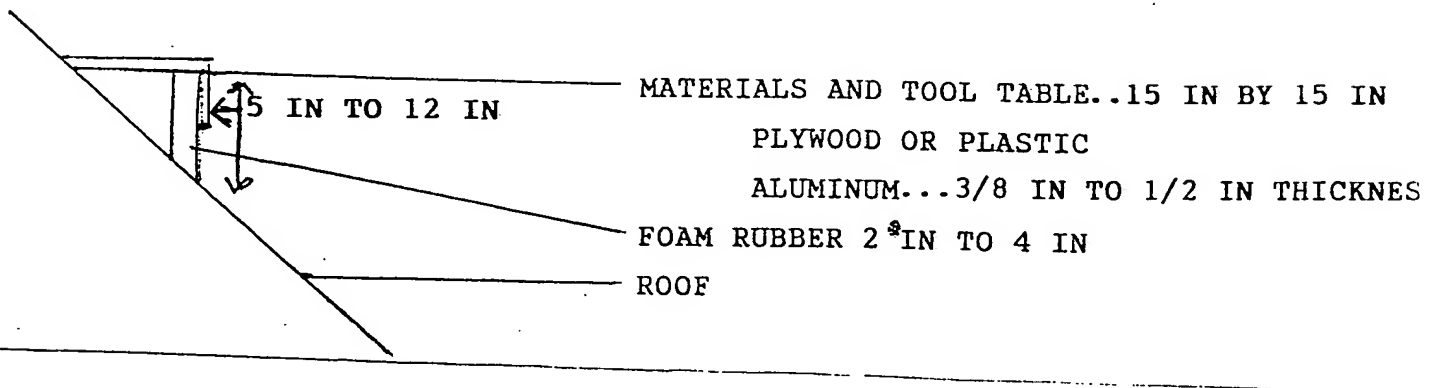 MATERIALS AND TOOL TABLE..15 IN BY 15 IN
5 IN TO 12 IN
PLYWOOD OR PLASTIC
ALUMINUM...3/8 IN TO 1/2 IN THICKNES
FOAM RUBBER 2 IN TO 4 IN
ROOF